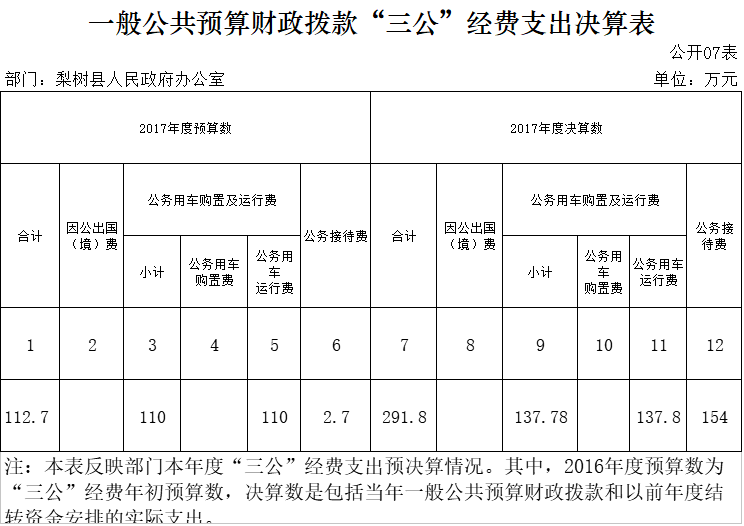 一般公共预算财政拨款“三公”经费支出决算表
公开07表
部门：梨树县人民政府办公室 单位：万元
2017年度预算数 2017年度决算数
合计 因公出国（境）费 公务用车购置及运行费 公务接待费 合计 因公出国（境）费 公务用车购置及运行费 公务接待费
小计 公务用车购置费 公务用车运行费 小计 公务用车购置费 公务用车运行费
1 2 3 4 5 6 7 8 9 10 11 12
112.7 110 110 2.7 291.8 137.78 137.8 154
注：本表反映部门本年度“三公”经费支出预决算情况。其中，2016年度预算数为
“三公”经费年初预算数，决算数是包括当年一般公共预算财政拨款和以前年度结
转资金安排的实际支出。